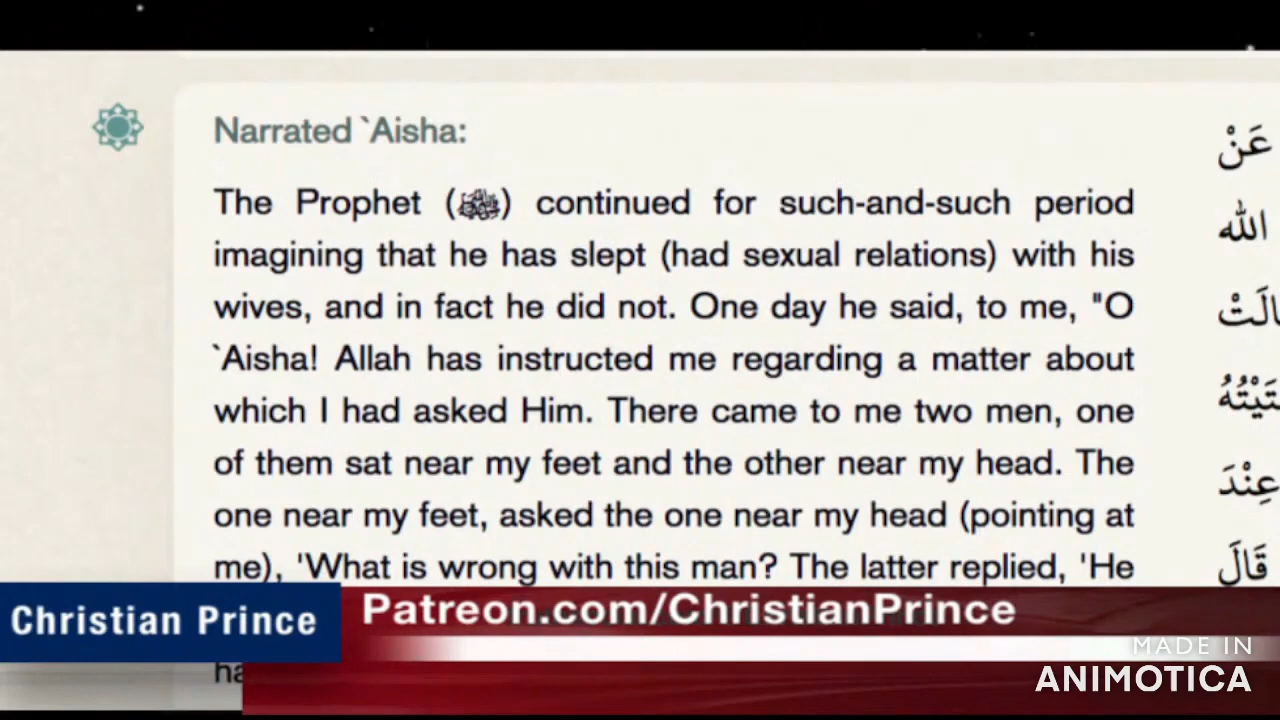 Narrated `Aisha:
عَنْ
The Prophet (ﷺ) continued for such-and-such period
imagining that he has slept (had sexual relations) with his
الله
wives, and in fact he did not. One day he said, to me, "O
`Aisha! Allah has instructed me regarding a matter about
which I had asked Him. There came to me two men, one
of them sat near my feet and the other near my head. The
عِنْدَ
one near my feet, asked the one near my head (pointing at
me), 'What is wrong with this man? The latter replied, 'He
قَالَ
Christian Prince
Patreon.com/ChristianPrince
MADE IN
ANIMOTICA
ha